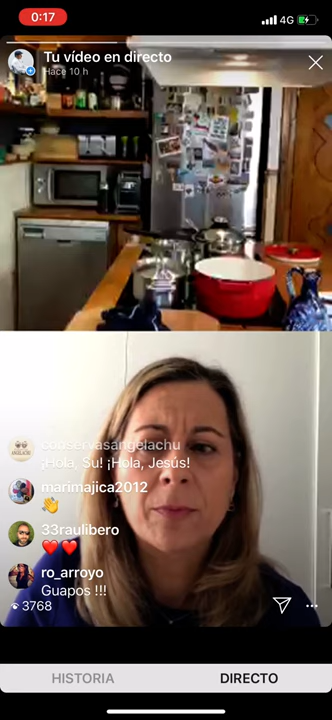 0:17
4G
Tu vídeo en directo
Hace 10 h
conservasangelachu
¡Hola, Su! ¡Hola, Jesús!
marimajica2012
👋
33raulibero
❤️❤️
ro_arroyo
Guapos !!!
3768
HISTORIA
DIRECTO